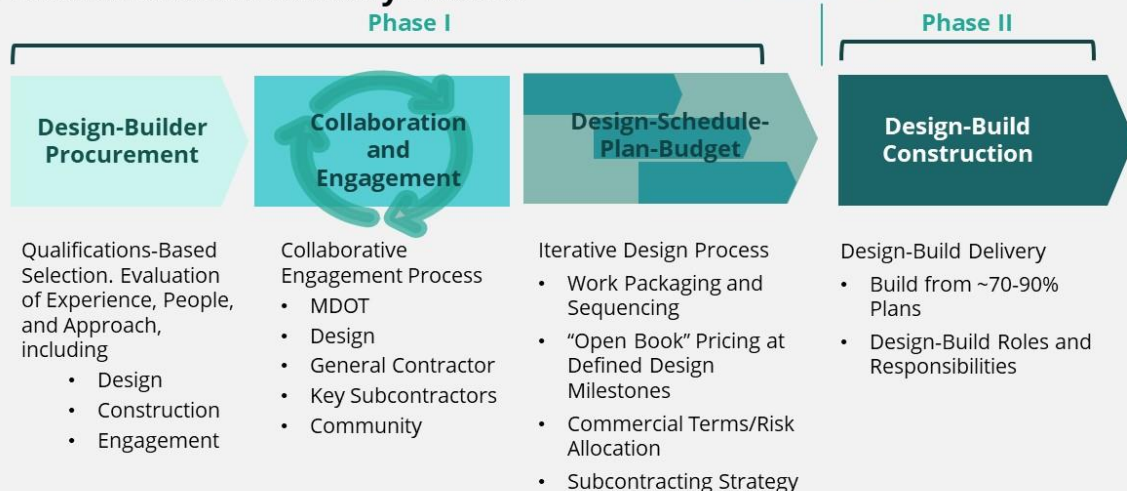 Phase I
Phase II
Design-Builder
Procurement
Collaboration
and
Engagement
Design-Schedule-
Plan-Budget
Design-Build
Construction
Qualifications-Based
Selection. Evaluation
of Experience, People,
and Approach,
including
• Design
• Construction
• Engagement
Collaborative
Engagement Process
• MDOT
• Design
• General Contractor
• Key Subcontractors
• Community
Iterative Design Process
• Work Packaging and
Sequencing
• “Open Book” Pricing at
Defined Design
Milestones
• Commercial Terms/Risk
Allocation
• Subcontracting Strategy
Design-Build Delivery
• Build from ~70-90%
Plans
• Design-Build Roles and
Responsibilities